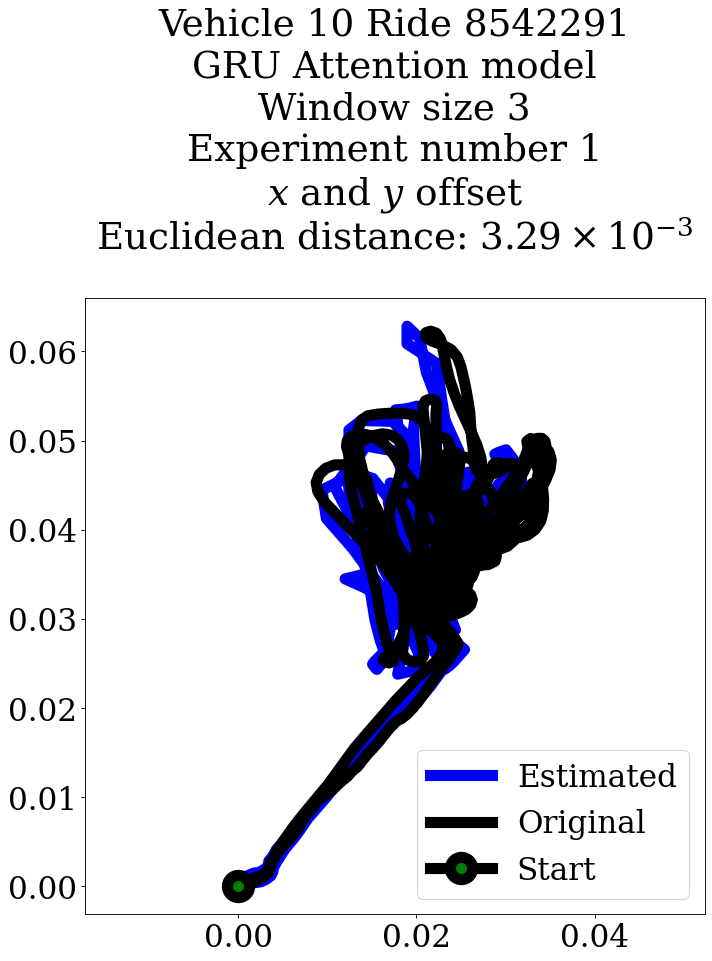 Vehicle 10 Ride 8542291
GRU Attention model
Window size 3
Experiment number 1
x and y offset
Euclidean distance: 3.29 × 10⁻³
0.06
0.05
0.04
0.03
0.02
0.01
0.00
Estimated
Original
Start
0.00 0.02 0.04